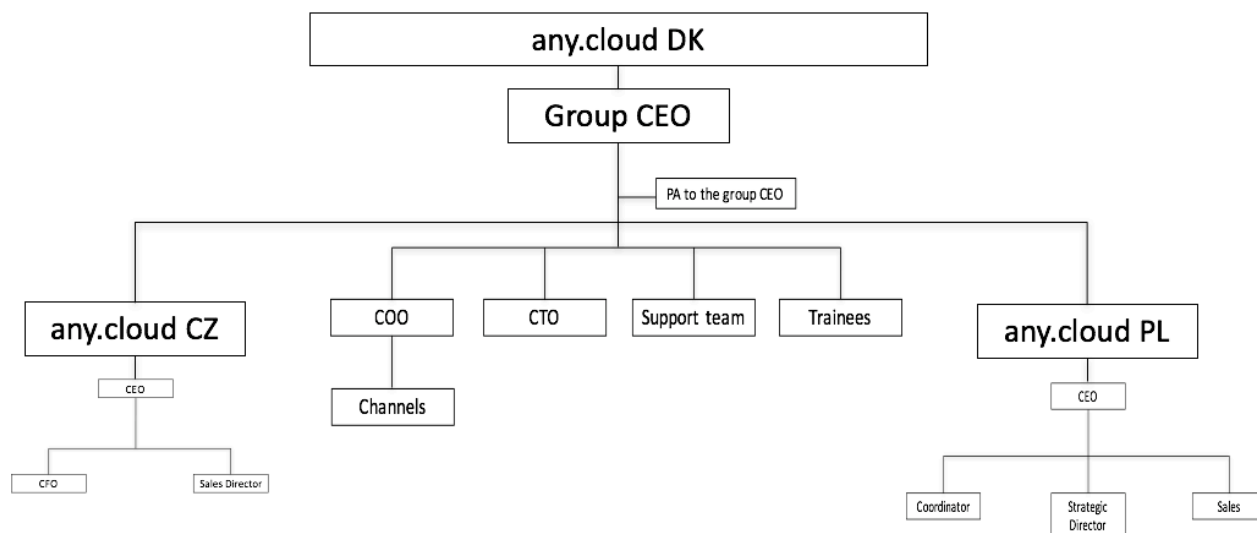 any.cloud DK
Group CEO
PA to the group CEO
any.cloud CZ
COO
CTO
Support team
Trainees
any.cloud PL
CEO
Channels
CEO
CFO
Sales Director
Coordinator
Strategic
Director
Sales